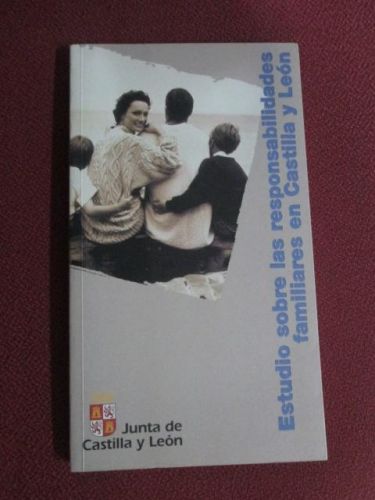 Estudio sobre las responsabilidades
familiares en Castilla y León
Junta de
Castilla y León